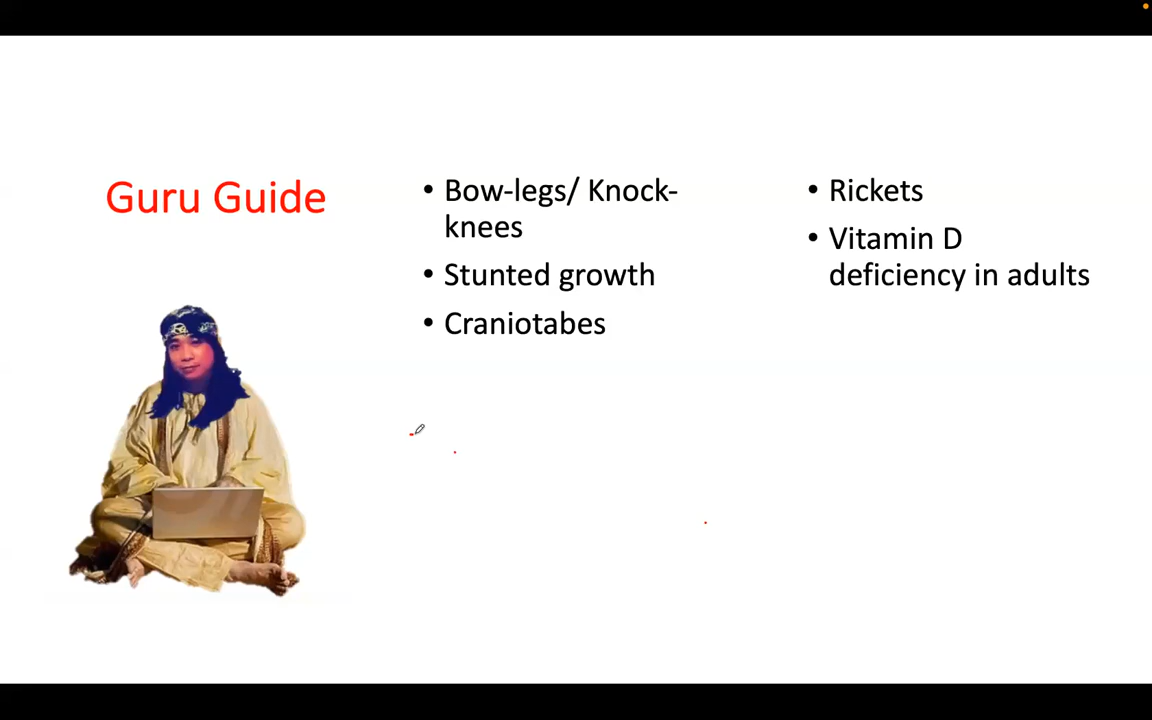 Guru Guide
• Bow-legs/ Knock-
knees
• Stunted growth
• Craniotabes
• Rickets
• Vitamin D
deficiency in adults